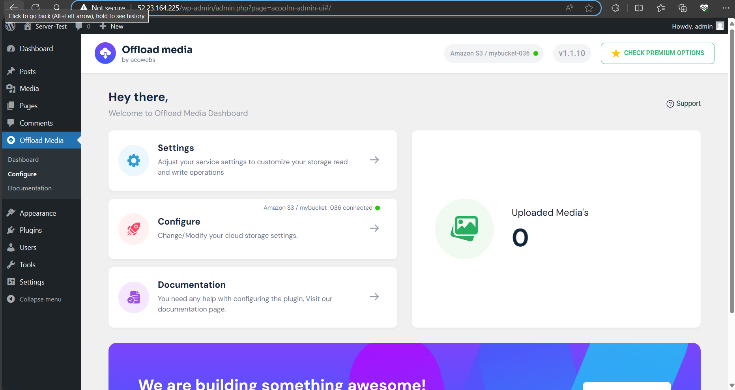 Not secure | 52.23.164.225/wp-admin/admin.php?page=acoofm-admin-ui#/
Click to go back (Alt+Left arrow), hold to see history
Server-Test 0 New
Howdy, admin
Dashboard
Posts
Media
Pages
Comments
Offload Media
Dashboard
Configure
Documentation
Appearance
Plugins
Users
Tools
Settings
Collapse menu
Offload media
by acowebs
Amazon S3 / mybucket-036
v1.1.10
CHECK PREMIUM OPTIONS
Hey there,
Welcome to Offload Media Dashboard
Support
Settings
Adjust your service settings to customize your storage read
and write operations
Amazon S3 / mybucket-036 connected
Configure
Change/Modify your cloud storage settings.
Documentation
You need any help with configuring the plugin, Visit our
documentation page.
Uploaded Media's
0
We are building something awesome!